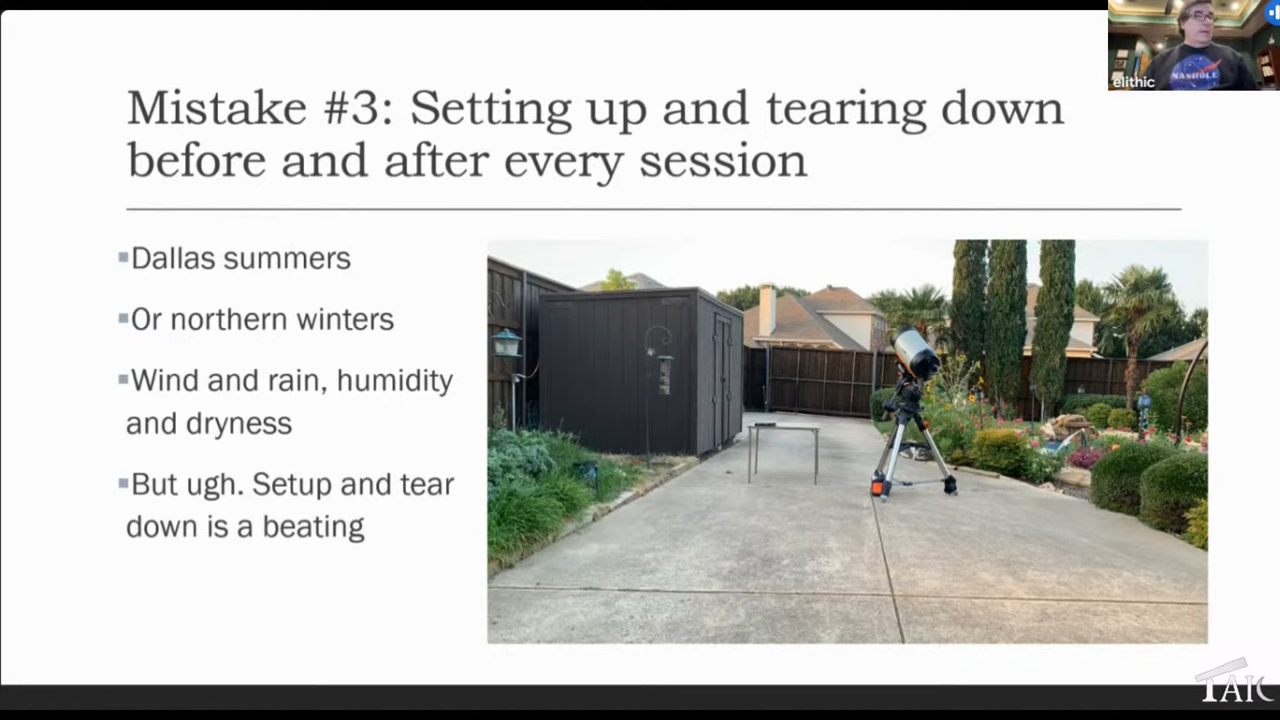 Mistake #3: Setting up and tearing down
before and after every session
Dallas summers
Or northern winters
Wind and rain, humidity
and dryness
But ugh. Setup and tear
down is a beating
elithic
NASHOLE
TAIC